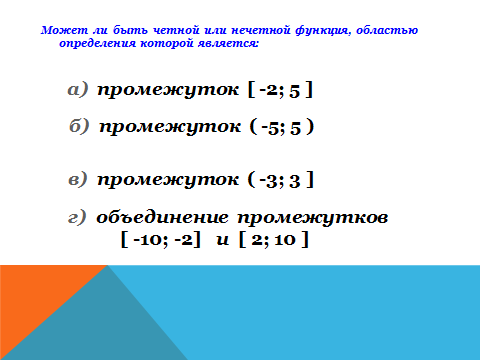 Может ли быть четной или нечетной функция, областью
определения которой является:
а) промежуток [ -2; 5 ]
б) промежуток ( -5; 5 )
в) промежуток ( -3; 3 ]
г) объединение промежутков
[ -10; -2] и [ 2; 10 ]